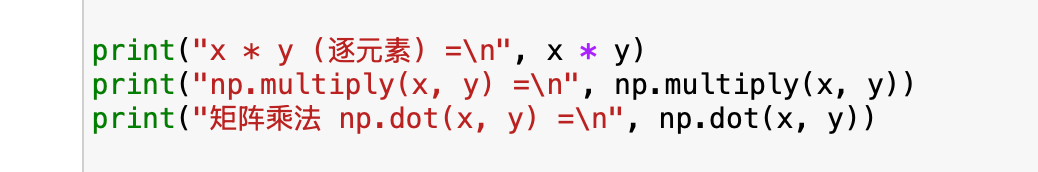 print("x * y (逐元素) =\n", x * y)
print("np.multiply(x, y) =\n", np.multiply(x, y))
print("矩阵乘法 np.dot(x, y) =\n", np.dot(x, y))